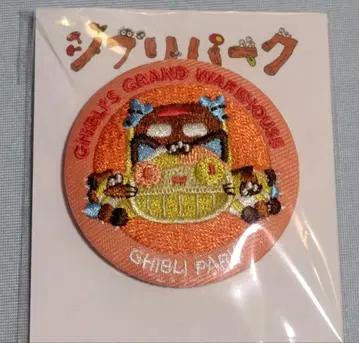 ジブリパーク
GHIBLI'S GRAND WAREHOUSE
GHIBLI PARK